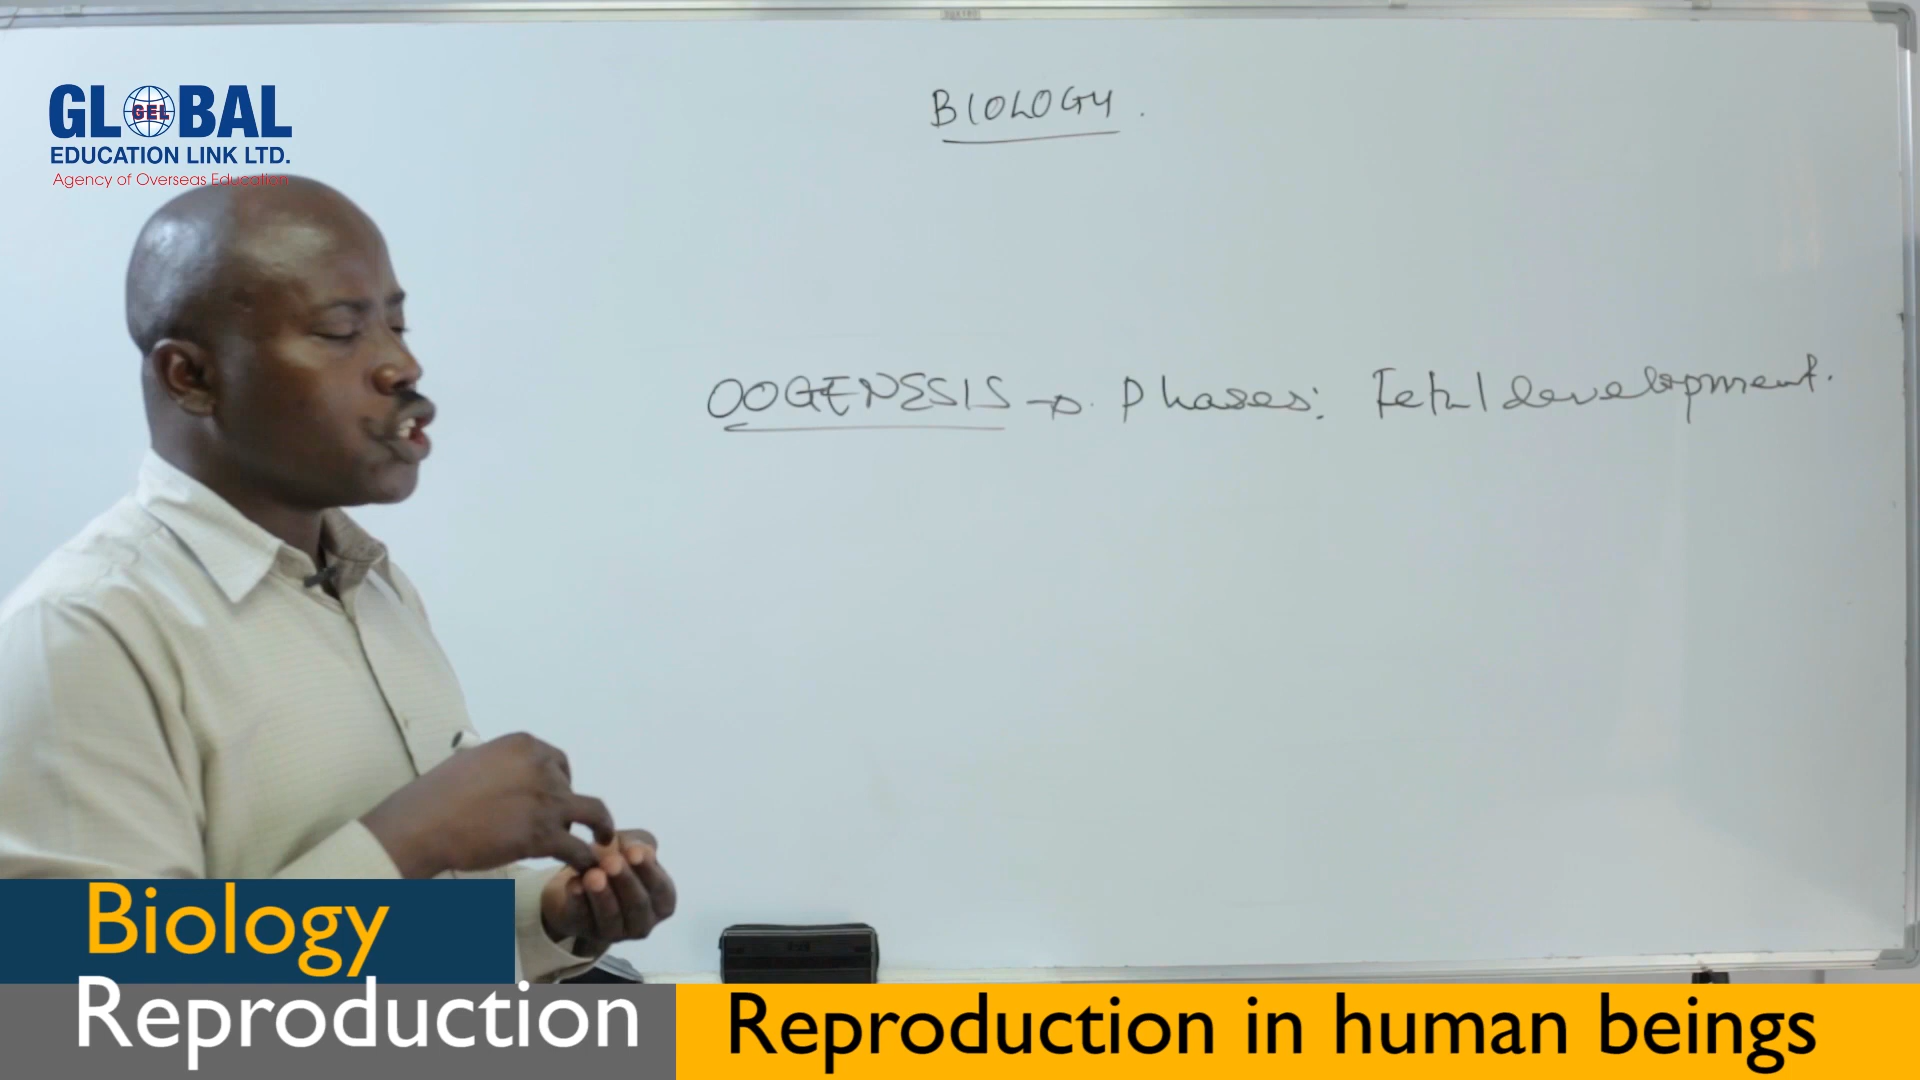 GLOBAL
GEL
EDUCATION LINK LTD.
Agency of Overseas Education
BIOLOGY.
OOGENESIS → Phases: Fetal development.
Biology
Reproduction
Reproduction in human beings